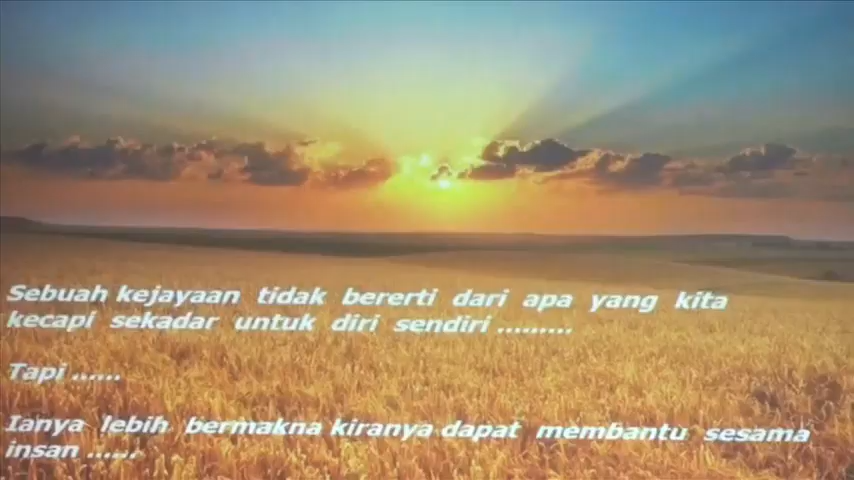 Sebuah kejayaan tidak bererti dari apa yang kita
kecapi sekadar untuk diri sendiri .........
Tapi ......
Ianya lebih bermakna kiranya dapat membantu sesama
insan ......